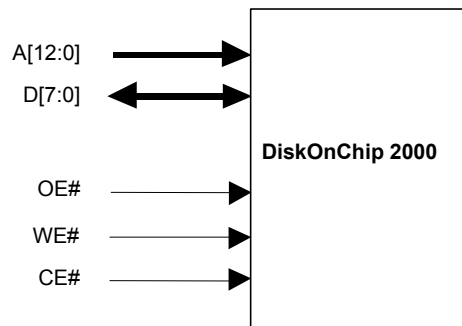 A[12:0]
D[7:0]
DiskOnChip 2000
OE#
WE#
CE#